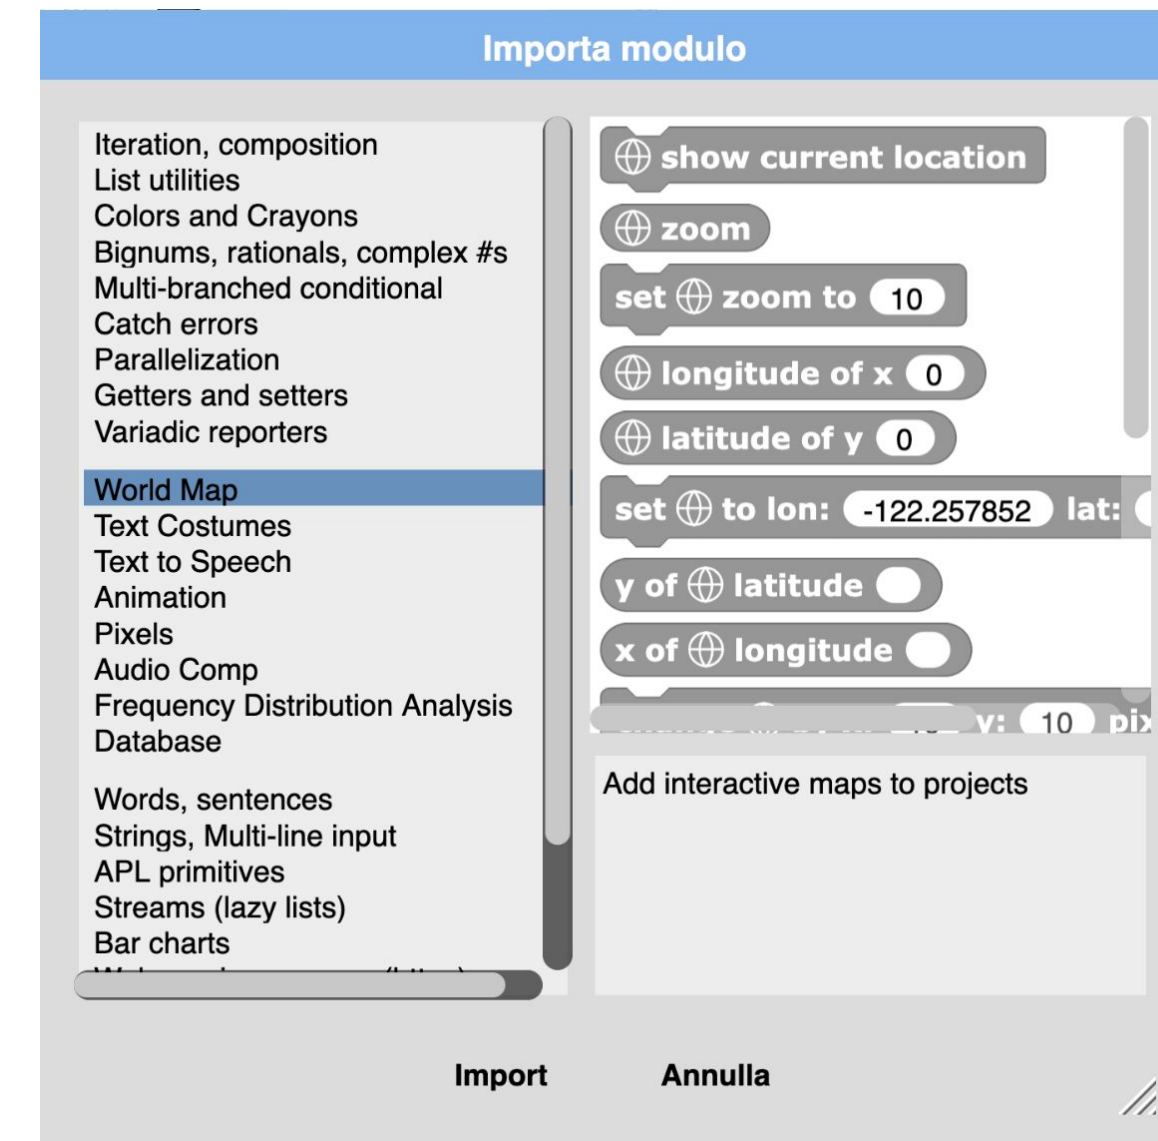 Importa modulo
Iteration, composition
List utilities
Colors and Crayons
Bignums, rationals, complex #s
Multi-branched conditional
Catch errors
Parallelization
Getters and setters
Variadic reporters
World Map
Text Costumes
Text to Speech
Animation
Pixels
Audio Comp
Frequency Distribution Analysis
Database
Words, sentences
Strings, Multi-line input
APL primitives
Streams (lazy lists)
Bar charts
show current location
zoom
set zoom to 10
longitude of x 0
latitude of y 0
set to lon: -122.257852 lat:
y of latitude
x of longitude
y: 10 pix
Add interactive maps to projects
Import Annulla